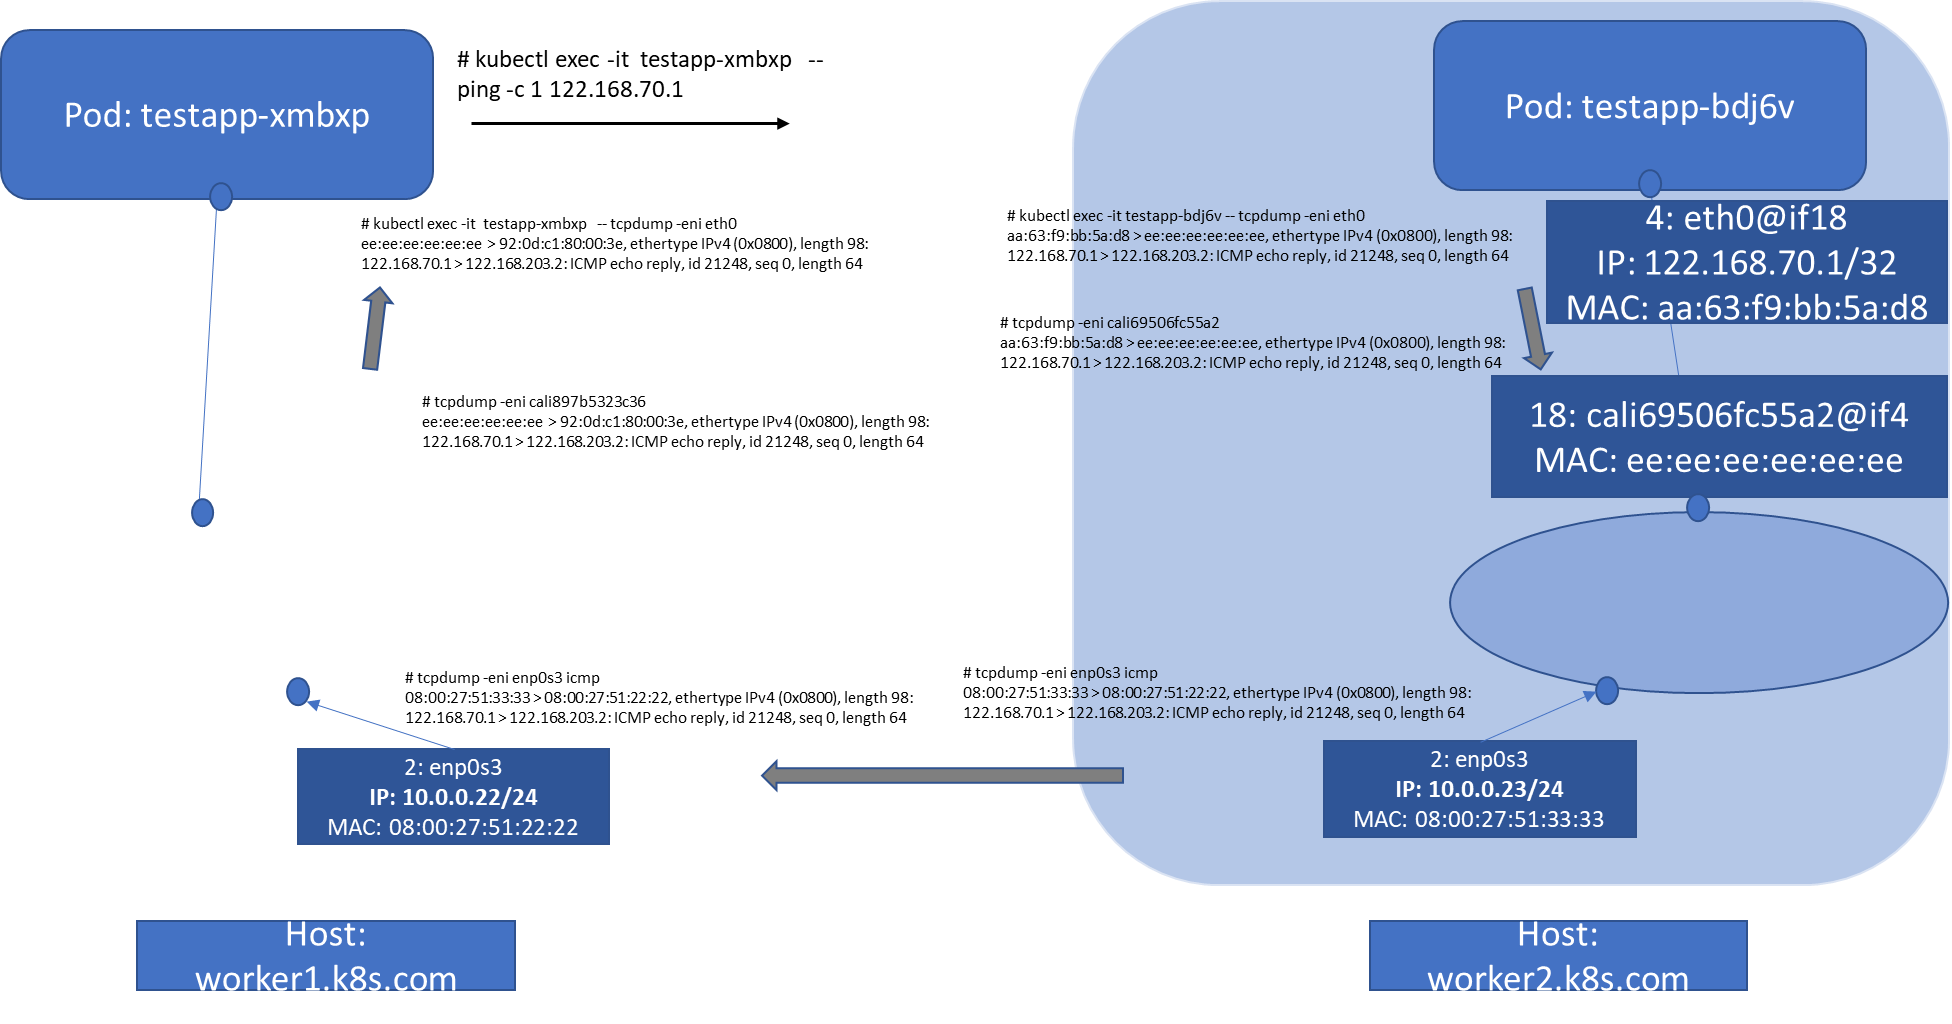 Pod: testapp-xmbxp
# kubectl exec -it testapp-xmbxp --
ping -c 1 122.168.70.1
Pod: testapp-bdj6v
# kubectl exec -it testapp-xmbxp -- tcpdump -eni eth0
ee:ee:ee:ee:ee:ee > 92:0d:c1:80:00:3e, ethertype IPv4 (0x0800), length 98:
122.168.70.1 > 122.168.203.2: ICMP echo reply, id 21248, seq 0, length 64
# kubectl exec -it testapp-bdj6v -- tcpdump -eni eth0
aa:63:f9:bb:5a:d8 > ee:ee:ee:ee:ee:ee, ethertype IPv4 (0x0800), length 98:
122.168.70.1 > 122.168.203.2: ICMP echo reply, id 21248, seq 0, length 64
4: eth0@if18
IP: 122.168.70.1/32
MAC: aa:63:f9:bb:5a:d8
# tcpdump -eni cali69506fc55a2
aa:63:f9:bb:5a:d8 > ee:ee:ee:ee:ee:ee, ethertype IPv4 (0x0800), length 98:
122.168.70.1 > 122.168.203.2: ICMP echo reply, id 21248, seq 0, length 64
18: cali69506fc55a2@if4
MAC: ee:ee:ee:ee:ee:ee
# tcpdump -eni cali897b5323c36
ee:ee:ee:ee:ee:ee > 92:0d:c1:80:00:3e, ethertype IPv4 (0x0800), length 98:
122.168.70.1 > 122.168.203.2: ICMP echo reply, id 21248, seq 0, length 64
# tcpdump -eni enp0s3 icmp
08:00:27:51:33:33 > 08:00:27:51:22:22, ethertype IPv4 (0x0800), length 98:
122.168.70.1 > 122.168.203.2: ICMP echo reply, id 21248, seq 0, length 64
# tcpdump -eni enp0s3 icmp
08:00:27:51:33:33 > 08:00:27:51:22:22, ethertype IPv4 (0x0800), length 98:
122.168.70.1 > 122.168.203.2: ICMP echo reply, id 21248, seq 0, length 64
2: enp0s3
IP: 10.0.0.22/24
MAC: 08:00:27:51:22:22
2: enp0s3
IP: 10.0.0.23/24
MAC: 08:00:27:51:33:33
Host:
worker1.k8s.com
Host:
worker2.k8s.com